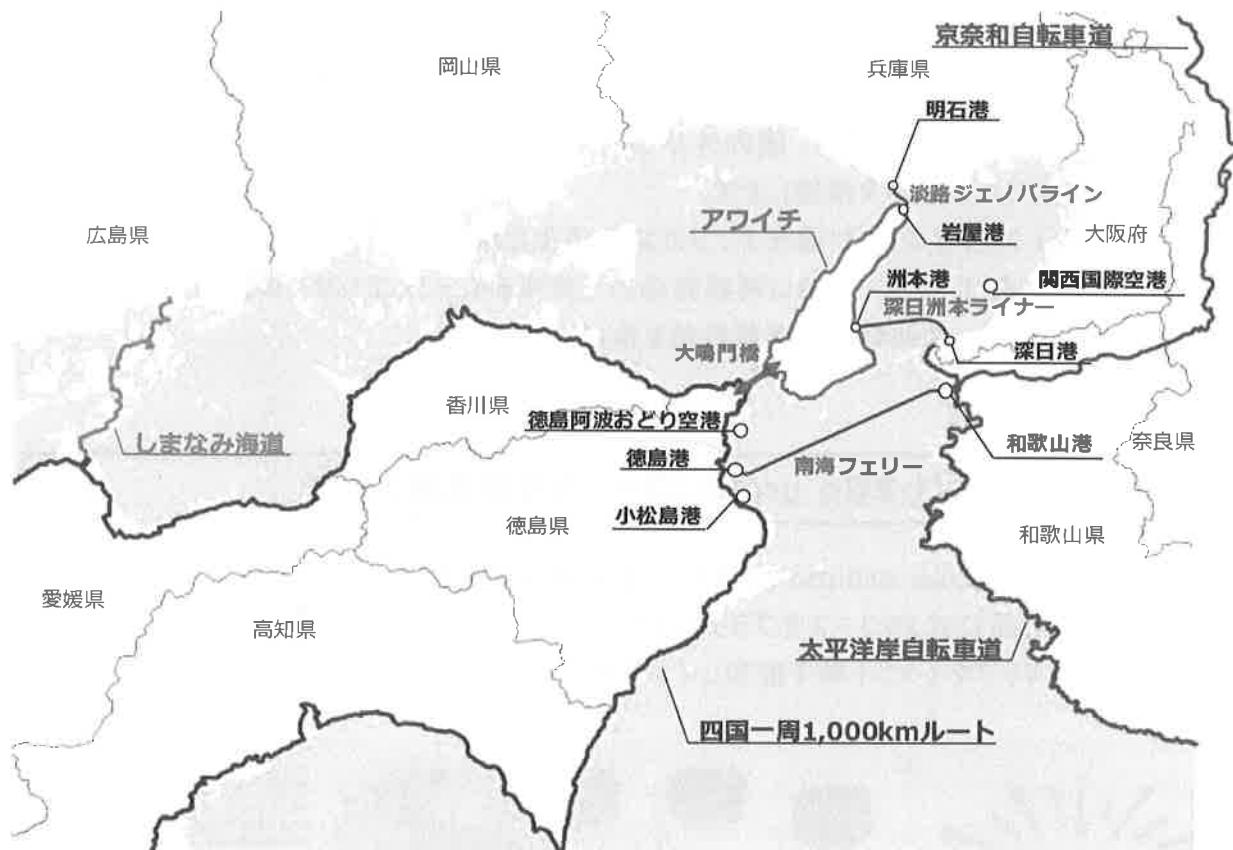 京奈和自転車道
岡山県
兵庫県
明石港
淡路ジェノバライン
アワイチ
岩屋港
広島県
大阪府
洲本港
関西国際空港
深日洲本ライナー
大鳴門橋
深日港
香川県
徳島阿波おどり空港
しまなみ海道
和歌山港
奈良県
徳島港
南海フェリー
小松島港
徳島県
和歌山県
愛媛県
高知県
太平洋岸自転車道
四国一周1,000kmルート